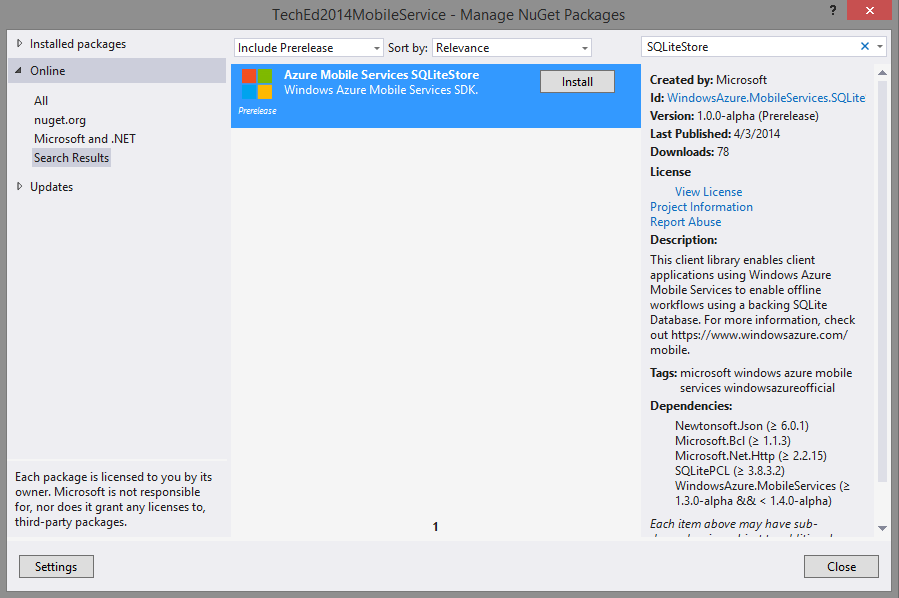 TechEd2014MobileService - Manage NuGet Packages
?
Installed packages
Online
All
nuget.org
Microsoft and .NET
Search Results
Updates
Each package is licensed to you by its
owner. Microsoft is not responsible
for, nor does it grant any licenses to,
third-party packages.
Include Prerelease
Sort by: Relevance
Azure Mobile Services SQLiteStore
Windows Azure Mobile Services SDK.
Prerelease
Install
1
SQLiteStore
Created by: Microsoft
Id: WindowsAzure.MobileServices.SQLite
Version: 1.0.0-alpha (Prerelease)
Last Published: 4/3/2014
Downloads: 78
License
View License
Project Information
Report Abuse
Description:
This client library enables client
applications using Windows Azure
Mobile Services to enable offline
workflows using a backing SQLite
Database. For more information, check
out https://www.windowsazure.com/
mobile.
Tags: microsoft windows azure mobile
services windowsazureofficial
Dependencies:
Newtonsoft.Json (≥ 6.0.1)
Microsoft.Bcl (≥ 1.1.3)
Microsoft.Net.Http (≥ 2.2.15)
SQLitePCL (≥ 3.8.3.2)
WindowsAzure.MobileServices (≥
1.3.0-alpha && < 1.4.0-alpha)
Each item above may have sub-
Settings
Close